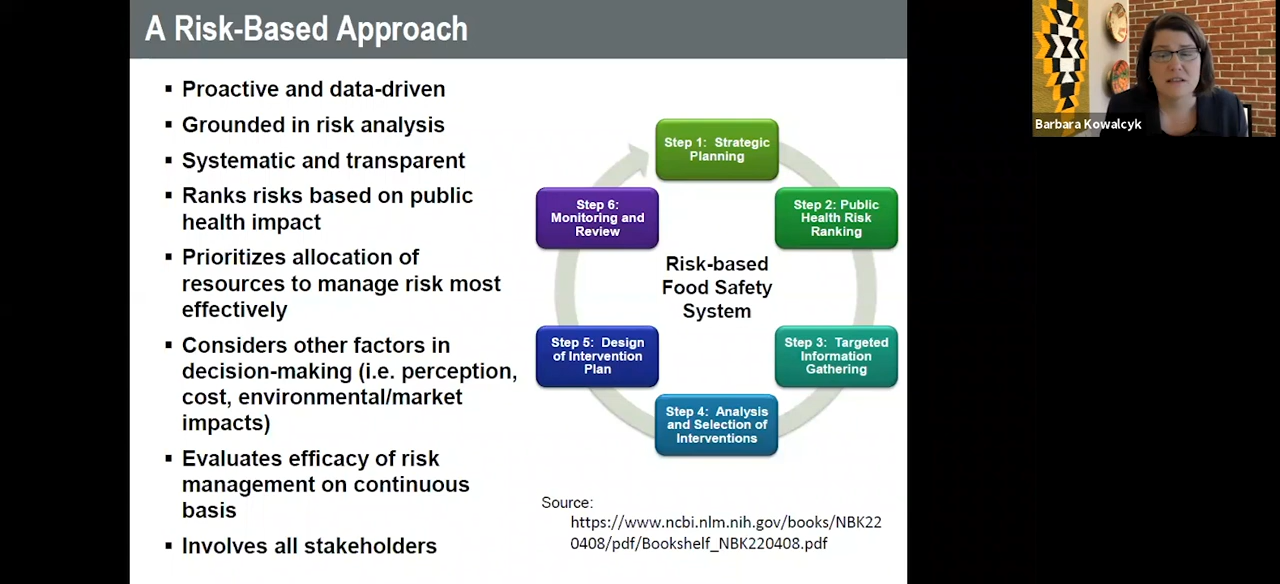 A Risk-Based Approach
▪ Proactive and data-driven
▪ Grounded in risk analysis
▪ Systematic and transparent
▪ Ranks risks based on public
health impact
▪ Prioritizes allocation of
resources to manage risk most
effectively
▪ Considers other factors in
decision-making (i.e. perception,
cost, environmental/market
impacts)
▪ Evaluates efficacy of risk
management on continuous
basis
▪ Involves all stakeholders
Step 1: Strategic
Planning
Step 2: Public
Health Risk
Ranking
Step 3: Targeted
Information
Gathering
Step 4: Analysis
and Selection of
Interventions
Step 5: Design
of Intervention
Plan
Step 6:
Monitoring and
Review
Risk-based
Food Safety
System
Source:
https://www.ncbi.nlm.nih.gov/books/NBK22
0408/pdf/Bookshelf_NBK220408.pdf
Barbara Kowalcyk